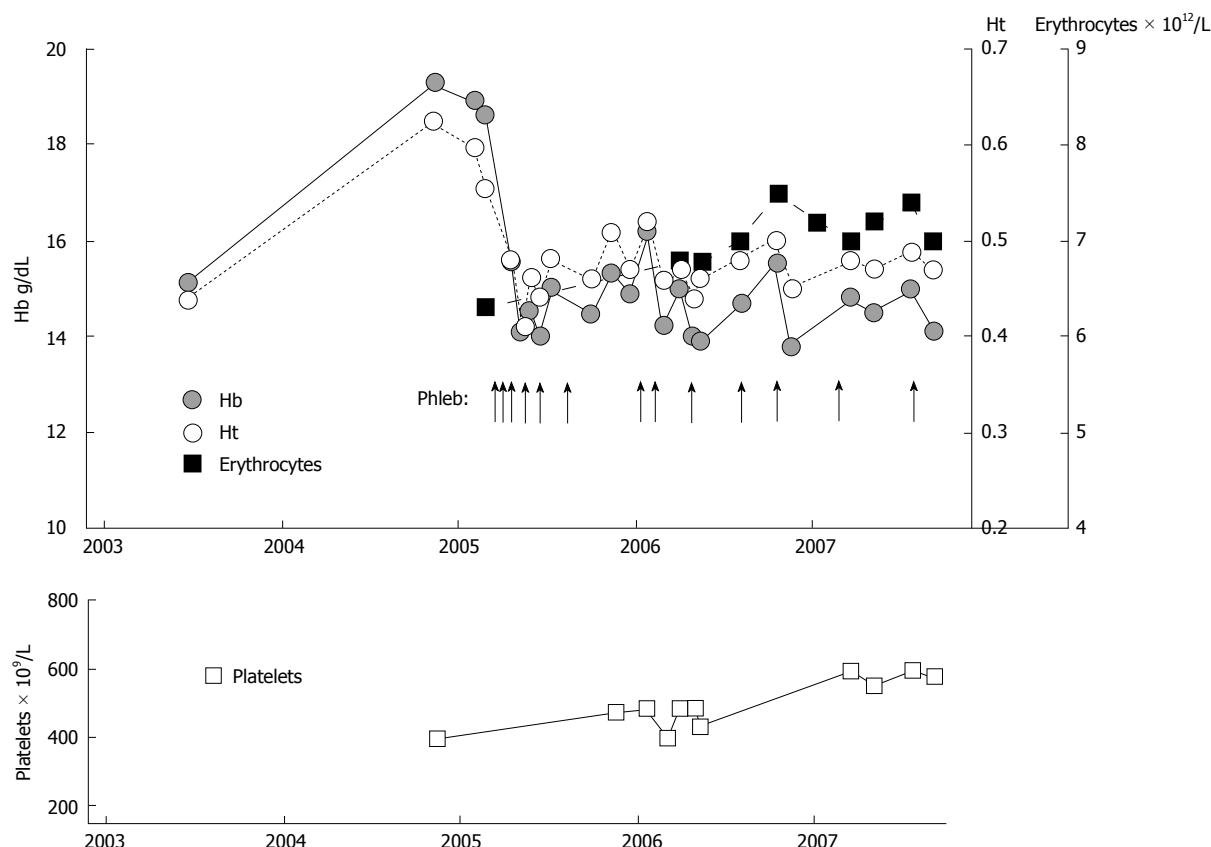 Ht Erythrocytes × 10¹²/L
20 0.7 9
18 0.6 8
16 0.5 7
14 0.4 6
12 0.3 5
10 0.2 4
Hb g/dL
Phleb:
Hb
Ht
Erythrocytes
2003 2004 2005 2006 2007
800
600
400
200
Platelets × 10⁹/L
Platelets
2003 2004 2005 2006 2007